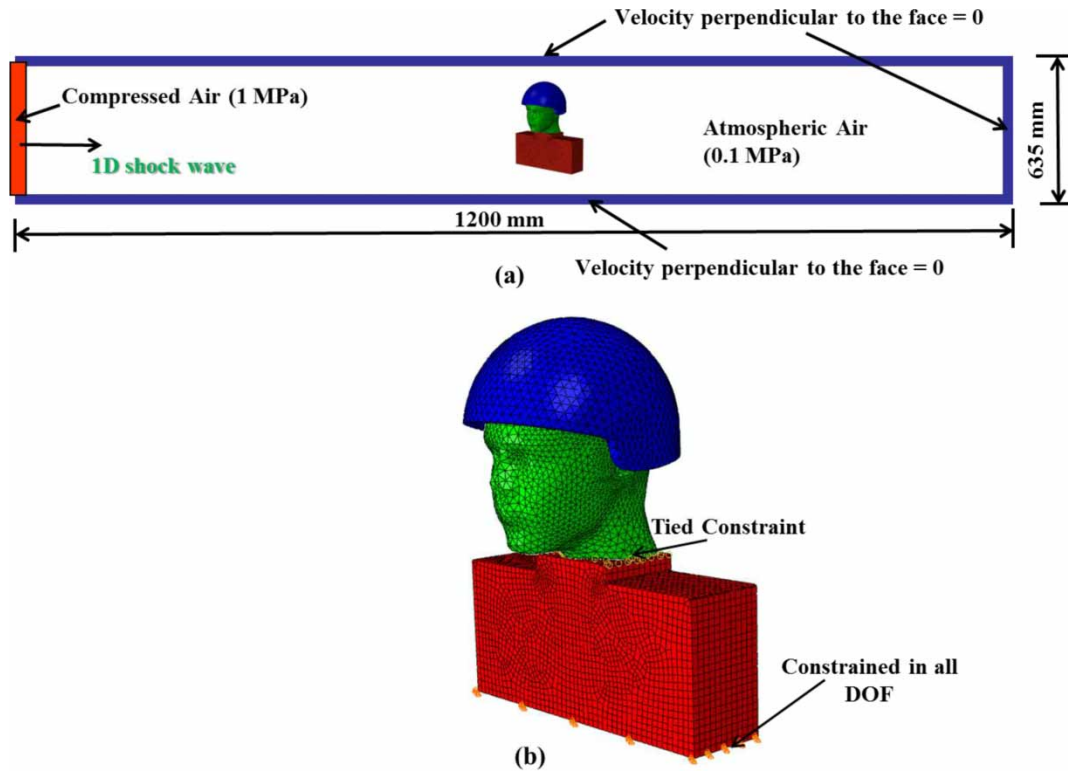 Velocity perpendicular to the face = 0
Compressed Air (1 MPa)
1D shock wave
Atmospheric Air
(0.1 MPa)
635 mm
1200 mm
Velocity perpendicular to the face = 0
(a)
Tied Constraint
Constrained in all
DOF
(b)